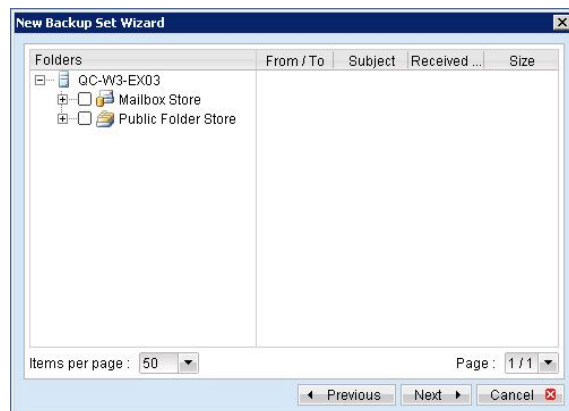 New Backup Set Wizard
Folders From / To Subject Received ... Size
QC-W3-EX03
Mailbox Store
Public Folder Store
Items per page : 50 Page : 1 / 1
Previous Next Cancel